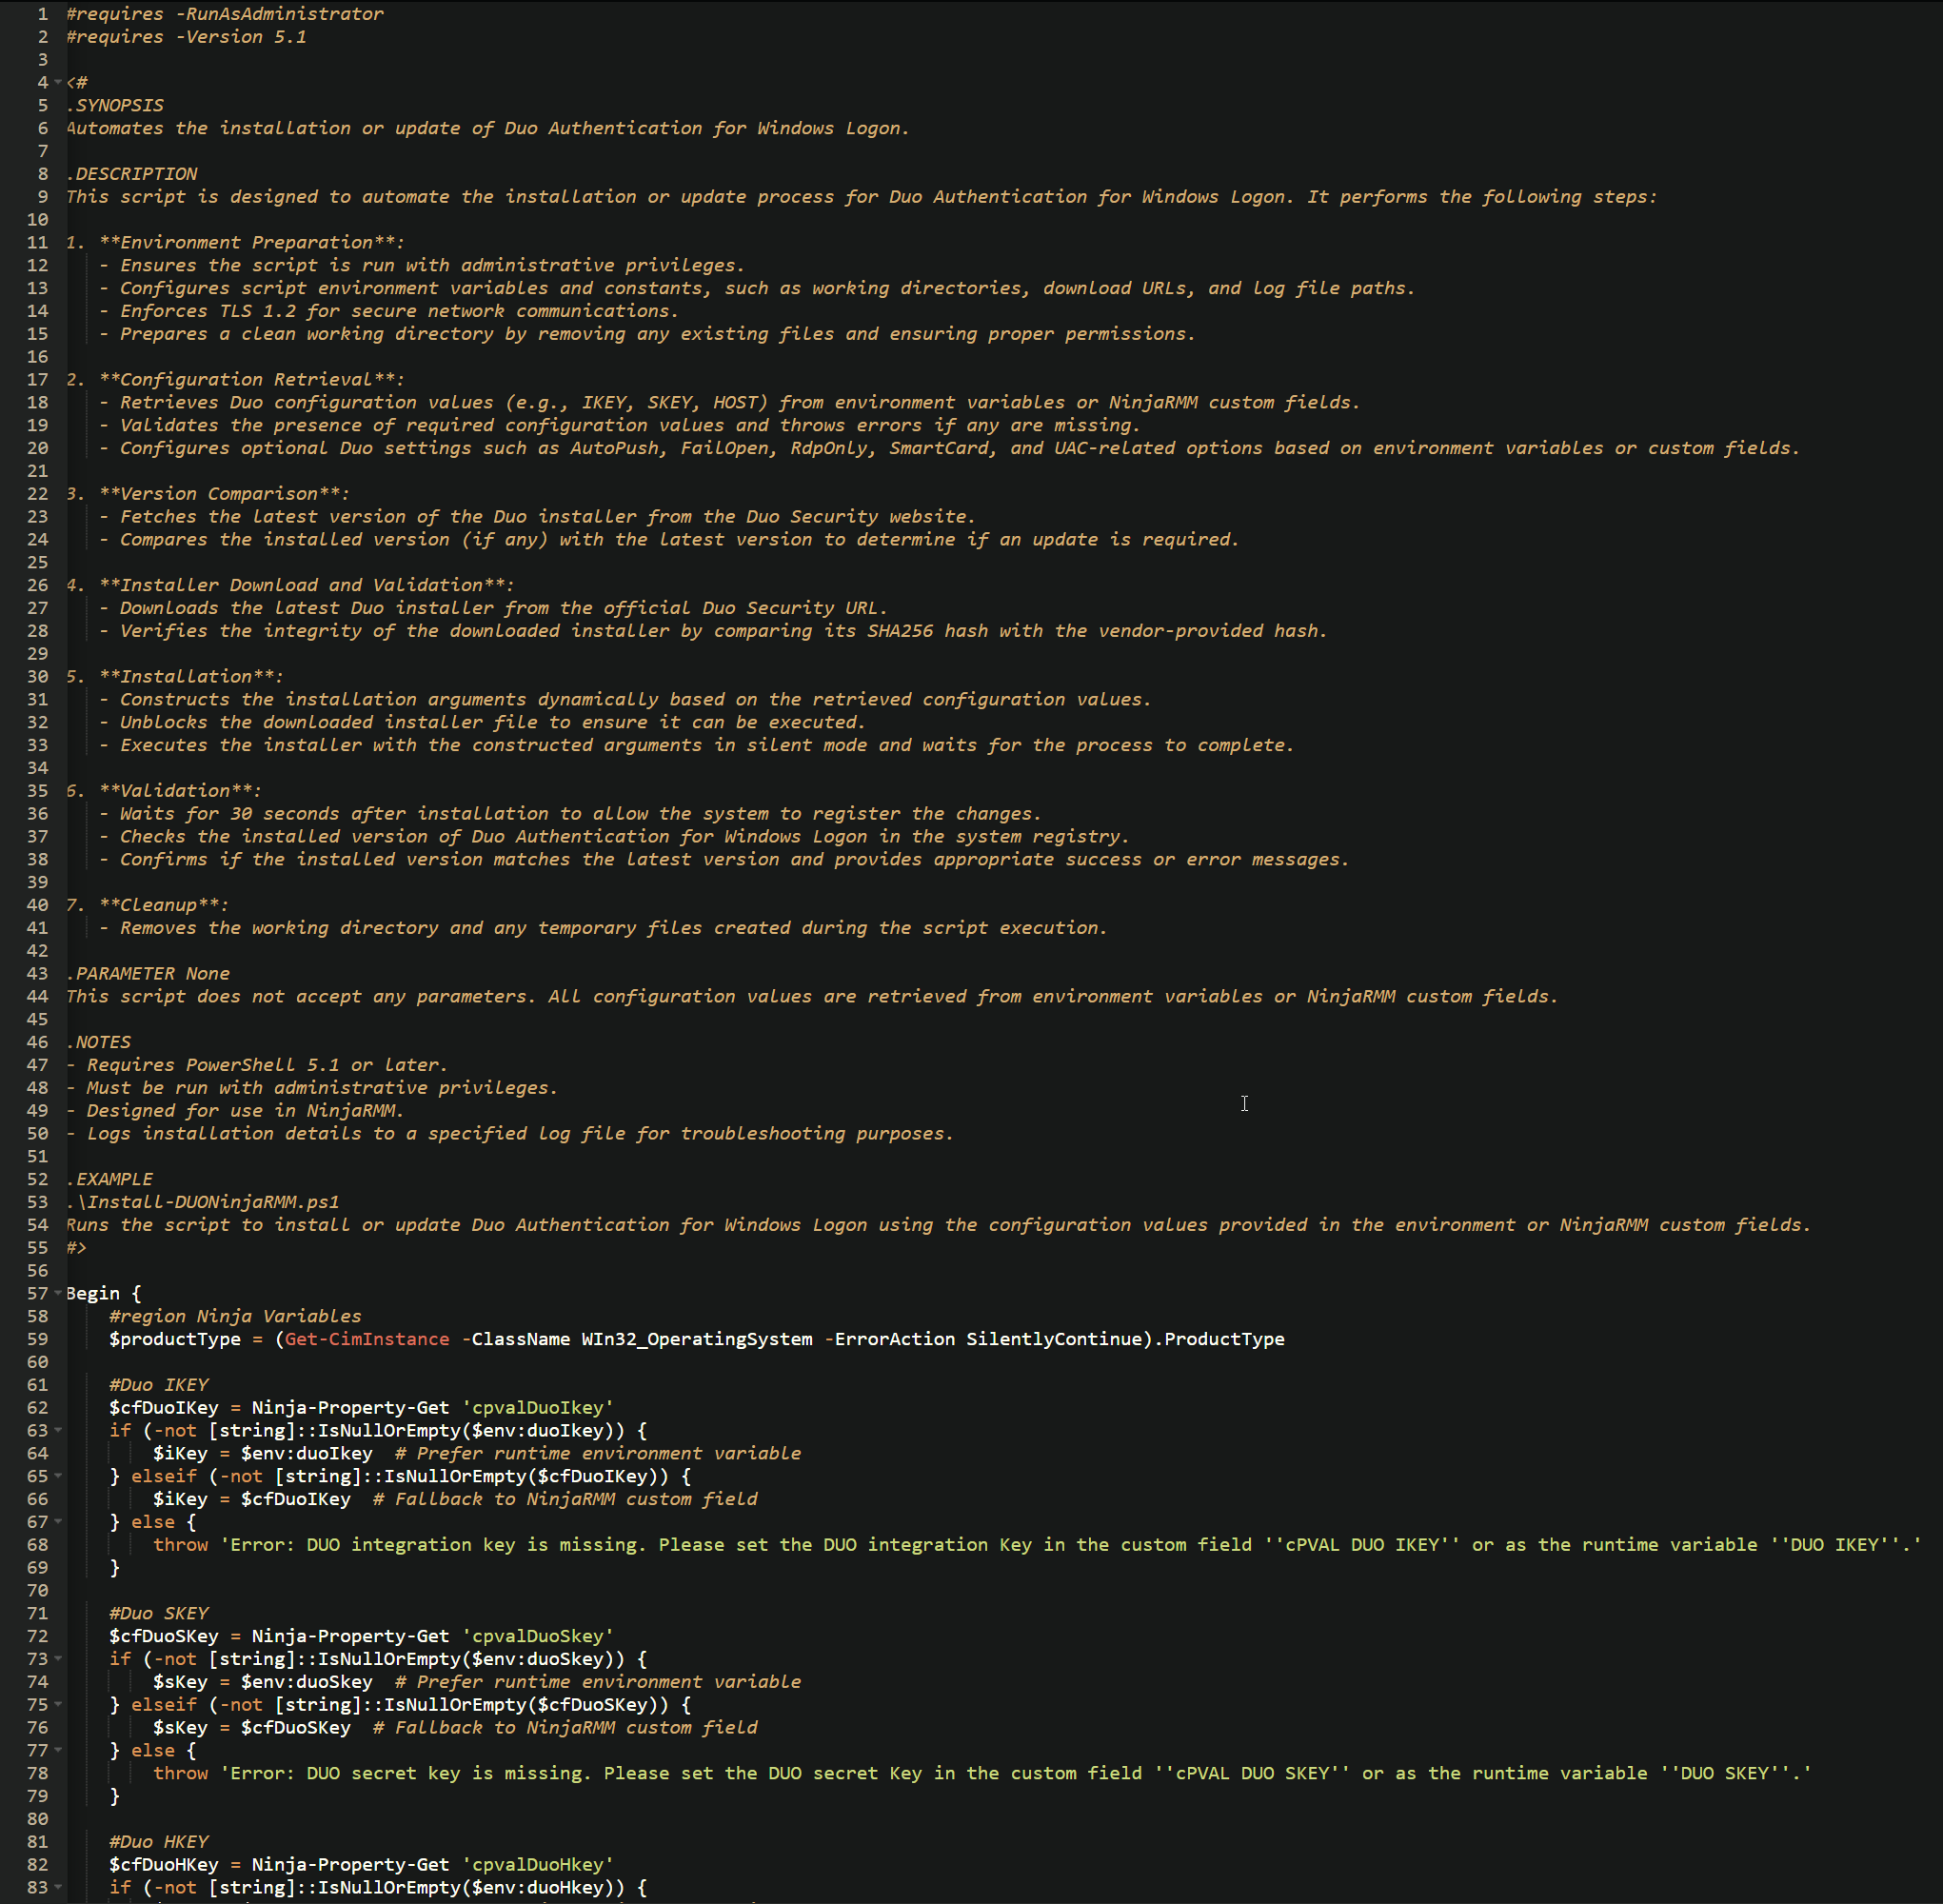 1 #requires -RunAsAdministrator
2 #requires -Version 5.1
3
4 <#
5 .SYNOPSIS
6 Automates the installation or update of Duo Authentication for Windows Logon.
7
8 .DESCRIPTION
9 This script is designed to automate the installation or update process for Duo Authentication for Windows Logon. It performs the following steps:
10
11 1. **Environment Preparation**:
12    - Ensures the script is run with administrative privileges.
13    - Configures script environment variables and constants, such as working directories, download URLs, and log file paths.
14    - Enforces TLS 1.2 for secure network communications.
15    - Prepares a clean working directory by removing any existing files and ensuring proper permissions.
16
17 2. **Configuration Retrieval**:
18    - Retrieves Duo configuration values (e.g., IKEY, SKEY, HOST) from environment variables or NinjaRMM custom fields.
19    - Validates the presence of required configuration values and throws errors if any are missing.
20    - Configures optional Duo settings such as AutoPush, FailOpen, RdpOnly, SmartCard, and UAC-related options based on environment variables or custom fields.
21
22 3. **Version Comparison**:
23    - Fetches the latest version of the Duo installer from the Duo Security website.
24    - Compares the installed version (if any) with the latest version to determine if an update is required.
25
26 4. **Installer Download and Validation**:
27    - Downloads the latest Duo installer from the official Duo Security URL.
28    - Verifies the integrity of the downloaded installer by comparing its SHA256 hash with the vendor-provided hash.
29
30 5. **Installation**:
31    - Constructs the installation arguments dynamically based on the retrieved configuration values.
32    - Unblocks the downloaded installer file to ensure it can be executed.
33    - Executes the installer with the constructed arguments in silent mode and waits for the process to complete.
34
35 6. **Validation**:
36    - Waits for 30 seconds after installation to allow the system to register the changes.
37    - Checks the installed version of Duo Authentication for Windows Logon in the system registry.
38    - Confirms if the installed version matches the latest version and provides appropriate success or error messages.
39
40 7. **Cleanup**:
41    - Removes the working directory and any temporary files created during the script execution.
42
43 .PARAMETER None
44 This script does not accept any parameters. All configuration values are retrieved from environment variables or NinjaRMM custom fields.
45
46 .NOTES
47 - Requires PowerShell 5.1 or later.
48 - Must be run with administrative privileges.
49 - Designed for use in NinjaRMM.
50 - Logs installation details to a specified log file for troubleshooting purposes.
51
52 .EXAMPLE
53 .\Install-DUONinjaRMM.ps1
54 Runs the script to install or update Duo Authentication for Windows Logon using the configuration values provided in the environment or NinjaRMM custom fields.
55 #>
56
57 Begin {
58     #region Ninja Variables
59     $productType = (Get-CimInstance -ClassName WIn32_OperatingSystem -ErrorAction SilentlyContinue).ProductType
60
61     #Duo IKEY
62     $cfDuoIKey = Ninja-Property-Get 'cpvalDuoIkey'
63     if (-not [string]::IsNullOrEmpty($env:duoIkey)) {
64         $iKey = $env:duoIkey  # Prefer runtime environment variable
65     } elseif (-not [string]::IsNullOrEmpty($cfDuoIKey)) {
66         $iKey = $cfDuoIKey  # Fallback to NinjaRMM custom field
67     } else {
68         throw 'Error: DUO integration key is missing. Please set the DUO integration Key in the custom field ''cPVAL DUO IKEY'' or as the runtime variable ''DUO IKEY''.'
69     }
70
71     #Duo SKEY
72     $cfDuoSKey = Ninja-Property-Get 'cpvalDuoSkey'
73     if (-not [string]::IsNullOrEmpty($env:duoSkey)) {
74         $sKey = $env:duoSkey  # Prefer runtime environment variable
75     } elseif (-not [string]::IsNullOrEmpty($cfDuoSKey)) {
76         $sKey = $cfDuoSKey  # Fallback to NinjaRMM custom field
77     } else {
78         throw 'Error: DUO secret key is missing. Please set the DUO secret Key in the custom field ''cPVAL DUO SKEY'' or as the runtime variable ''DUO SKEY''.'
79     }
80
81     #Duo HKEY
82     $cfDuoHKey = Ninja-Property-Get 'cpvalDuoHkey'
83     if (-not [string]::IsNullOrEmpty($env:duoHkey)) {